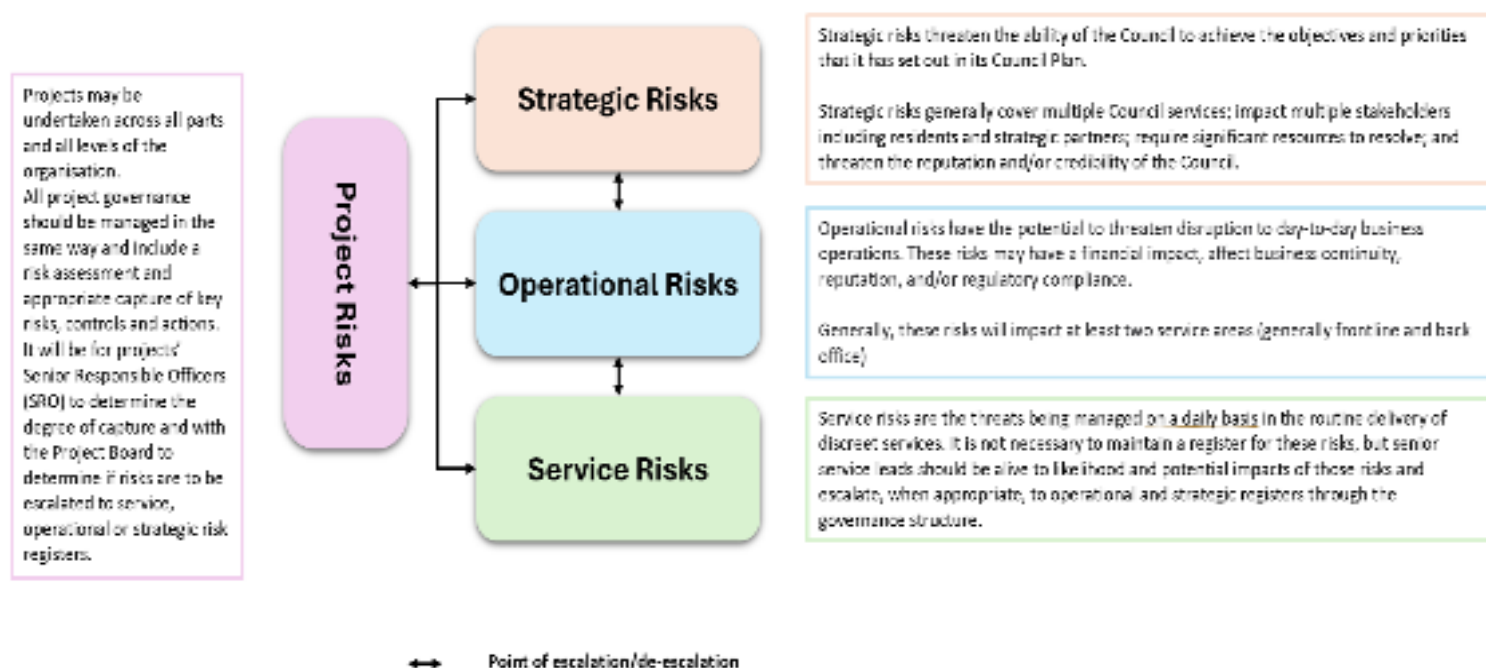 Projects may be
undertaken across all parts
and all levels of the
organisation.
All project governance
should be managed in the
same way and include a
risk assessment and
appropriate capture of key
risks, controls and actions.
It will be for projects'
Senior Responsible Officers
(SRO) to determine the
degree of capture and with
the Project Board to
determine if risks are to be
escalated to service,
operational or strategic risk
registers.
Project Risks
Strategic Risks
Operational Risks
Service Risks
Strategic risks threaten the ability of the Council to achieve the objectives and priorities
that it has set out in its Council Plan.
Strategic risks generally cover multiple Council services; impact multiple stakeholders
including residents and strategic partners; require significant resources to resolve; and
threaten the reputation and/or credibility of the Council.
Operational risks have the potential to threaten disruption to day-to-day business
operations. These risks may have a financial impact, affect business continuity,
reputation, and/or regulatory compliance.
Generally, these risks will impact at least two service areas (generally front line and back
office)
Service risks are the threats being managed on a daily basis in the routine delivery of
discreet services. It is not necessary to maintain a register for these risks, but senior
service leads should be alive to likelihood and potential impacts of those risks and
escalate, when appropriate, to operational and strategic registers through the
governance structure.
Point of escalation/de-escalation